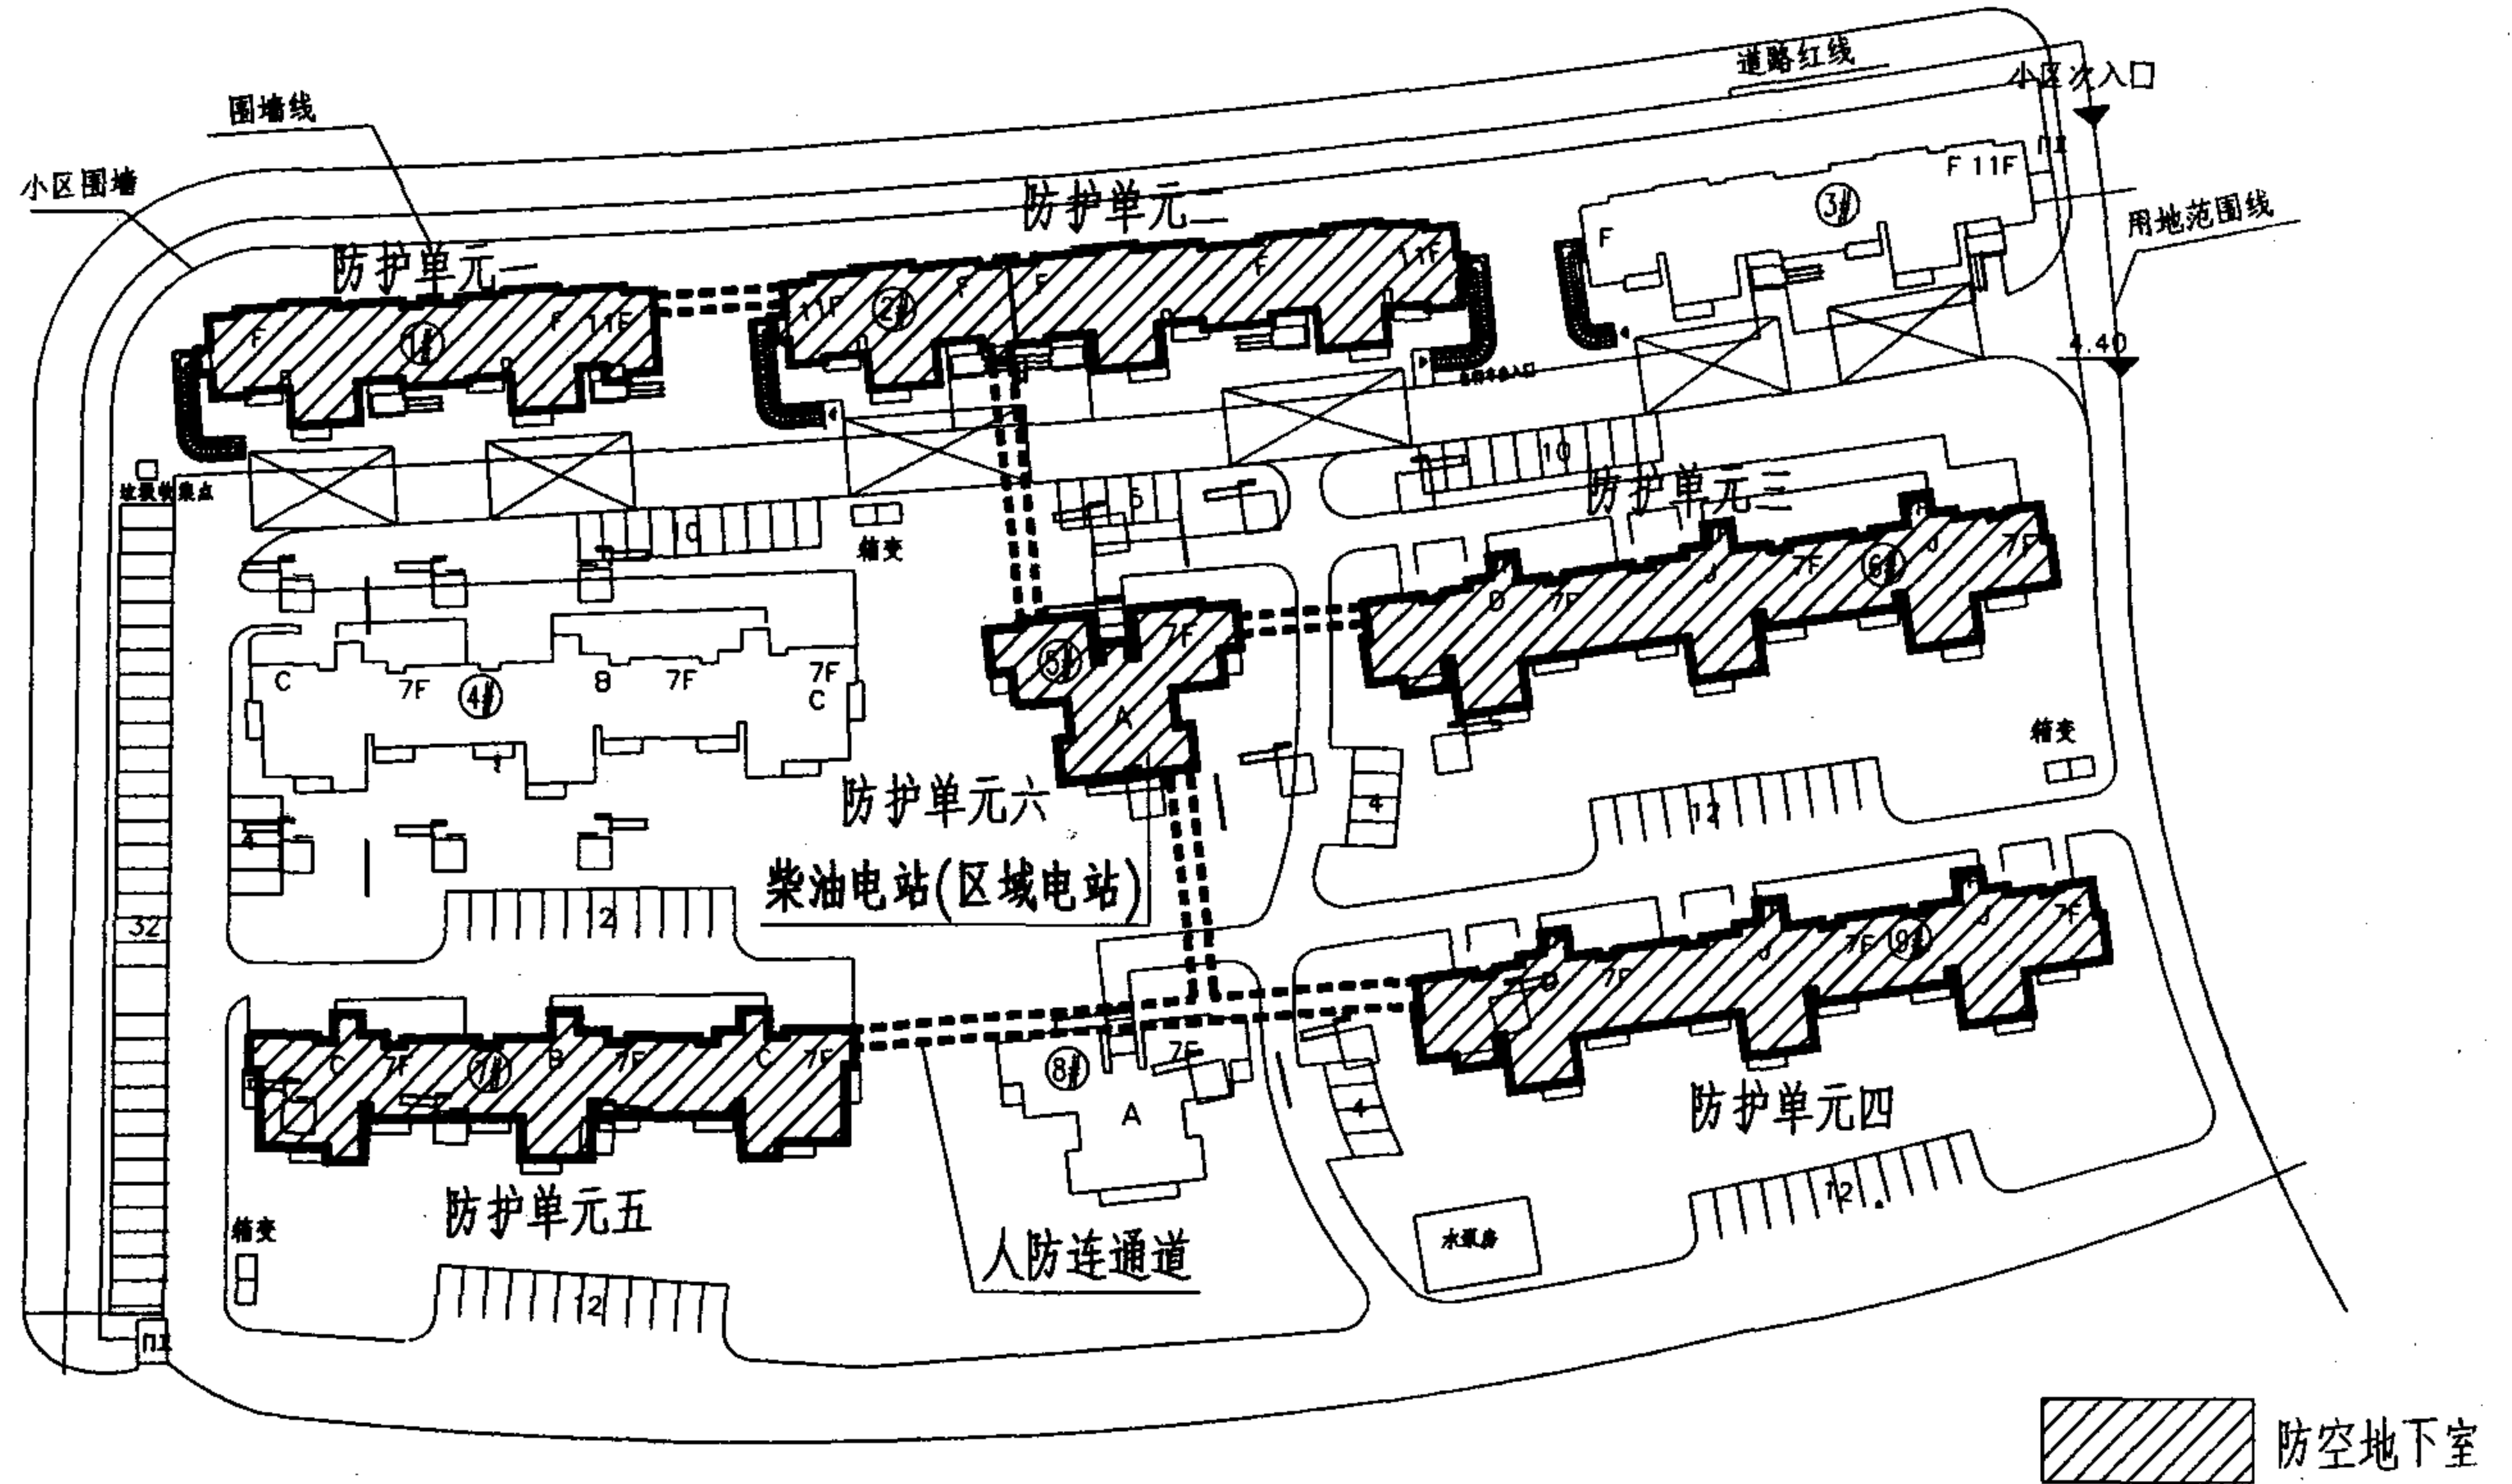 道路红线
小区次入口
围墙线
小区围墙
防护单元二
F 11F
3#
用地范围线
防护单元一
F
11F
F
F
F
11F
2#
F
F 11F
1#
F
4.40
10
5
垃圾收集点
防护单元三
箱变
7F
7F
6#
J
J
D
7F
7F
5#
A
C
7F
4#
B
7F
7F
C
箱变
防护单元六
4
12
4
柴油电站(区域电站)
12
32
7F
9#
7F
J
J
7F
D
C
7F
7#
B
7F
C
7F
8#
7F
A
4
防护单元四
防护单元五
12
箱变
人防连通道
水泵房
12
防空地下室